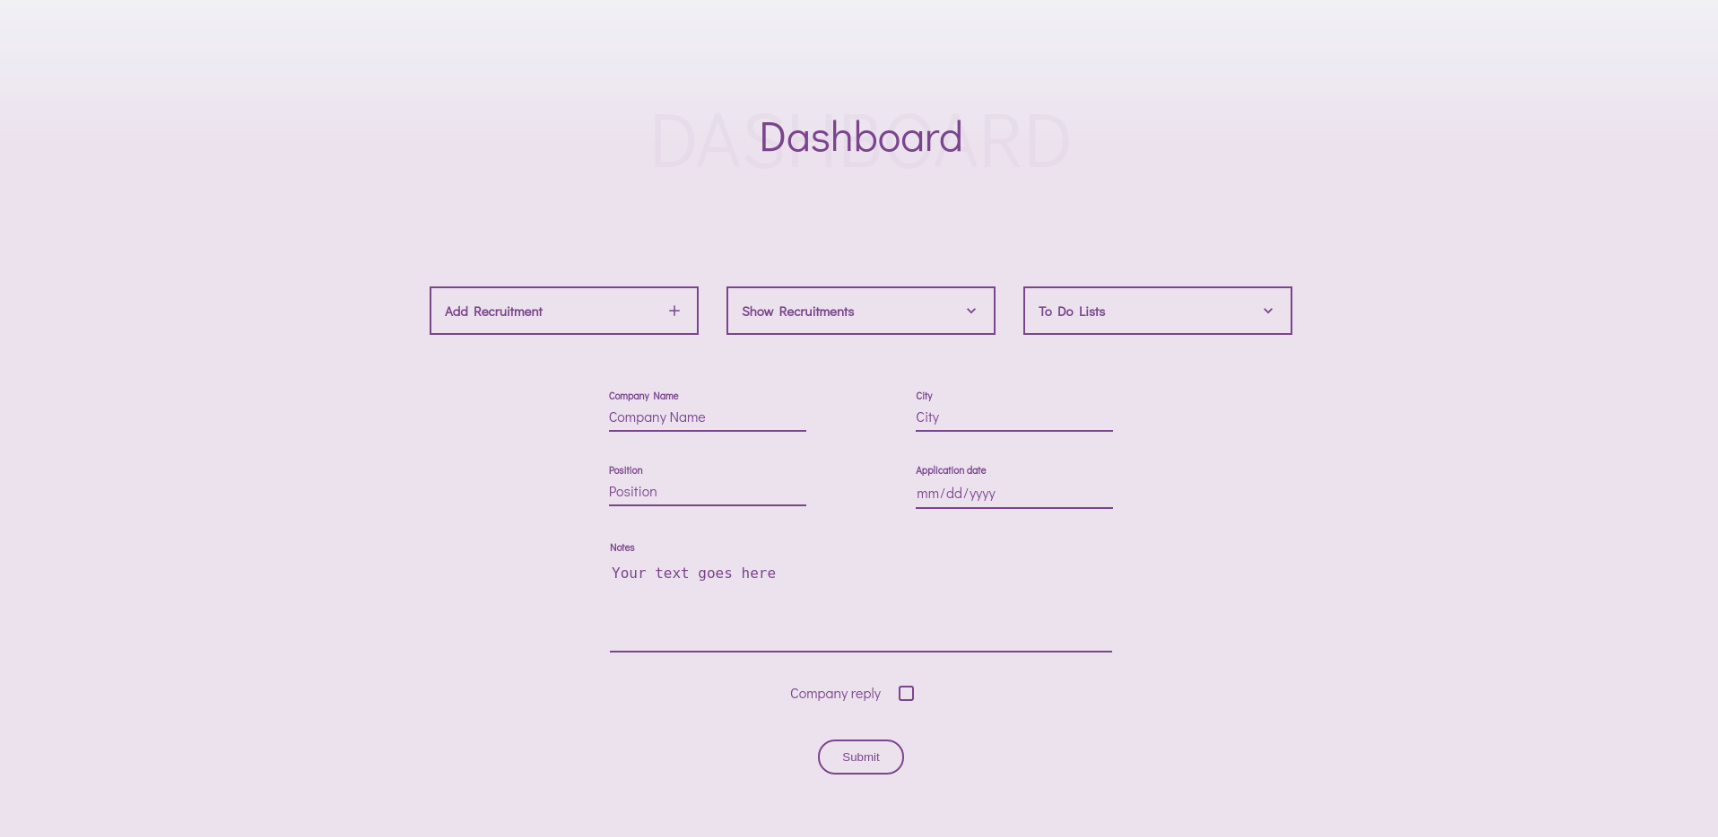 DASHBOARD
Dashboard
Add Recruitment
Show Recruitments
To Do Lists
Company Name
City
Company Name
City
Position
Application date
Position
mm/dd/yyyy
Notes
Your text goes here
Company reply
Submit